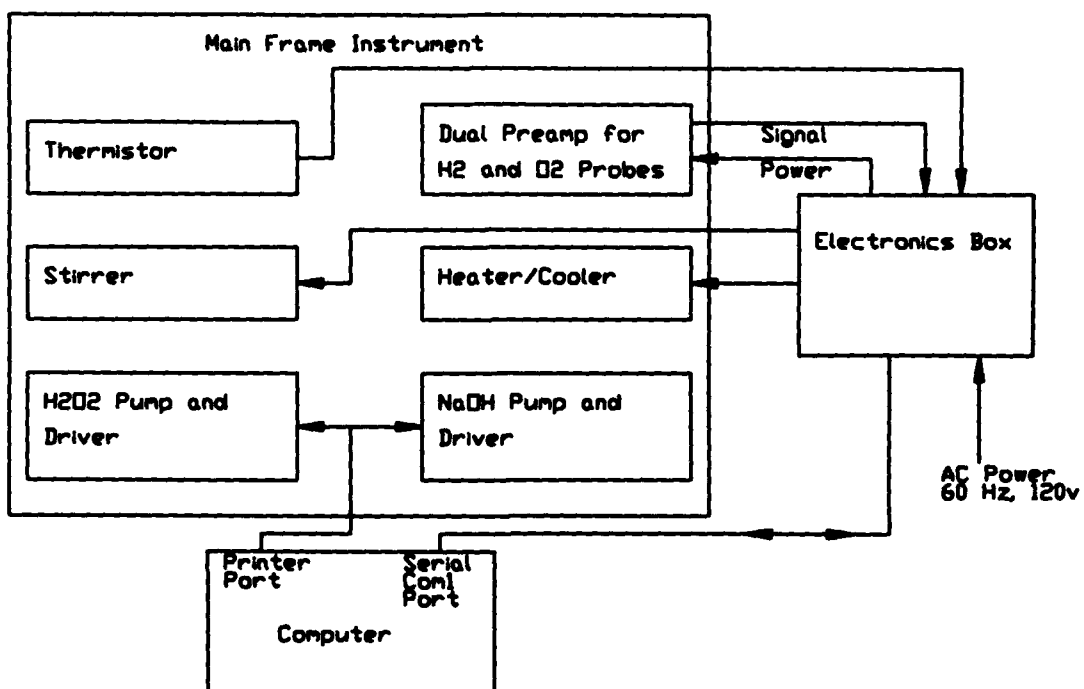 Main Frame Instrument
Thermistor
Dual Preamp for
H2 and O2 Probes
Signal
Power
Electronics Box
Stirrer
Heater/Cooler
H2O2 Pump and
Driver
NaOH Pump and
Driver
AC Power
60 Hz, 120v
Printer
Port
Serial
Com1
Port
Computer